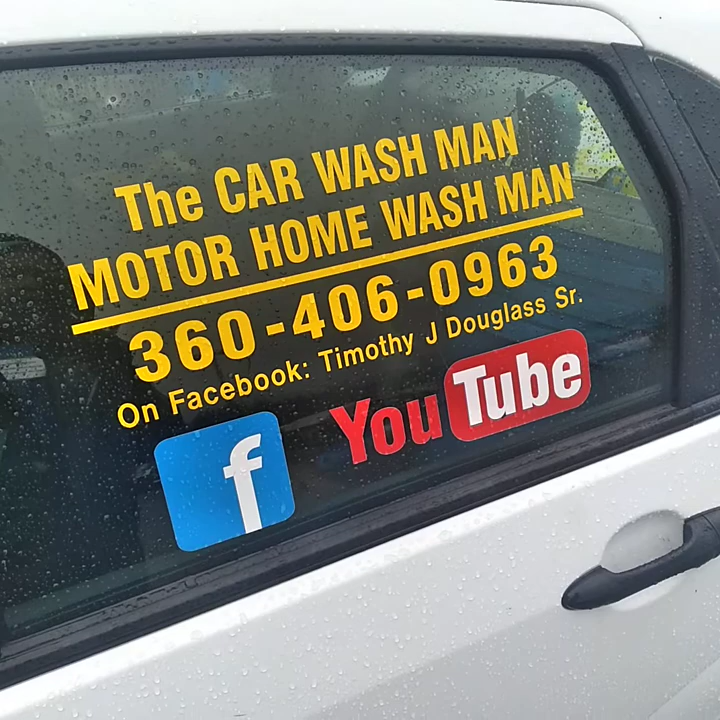 The CAR WASH MAN
MOTOR HOME WASH MAN
360-406-0963
On Facebook: Timothy J Douglass Sr.
f YouTube